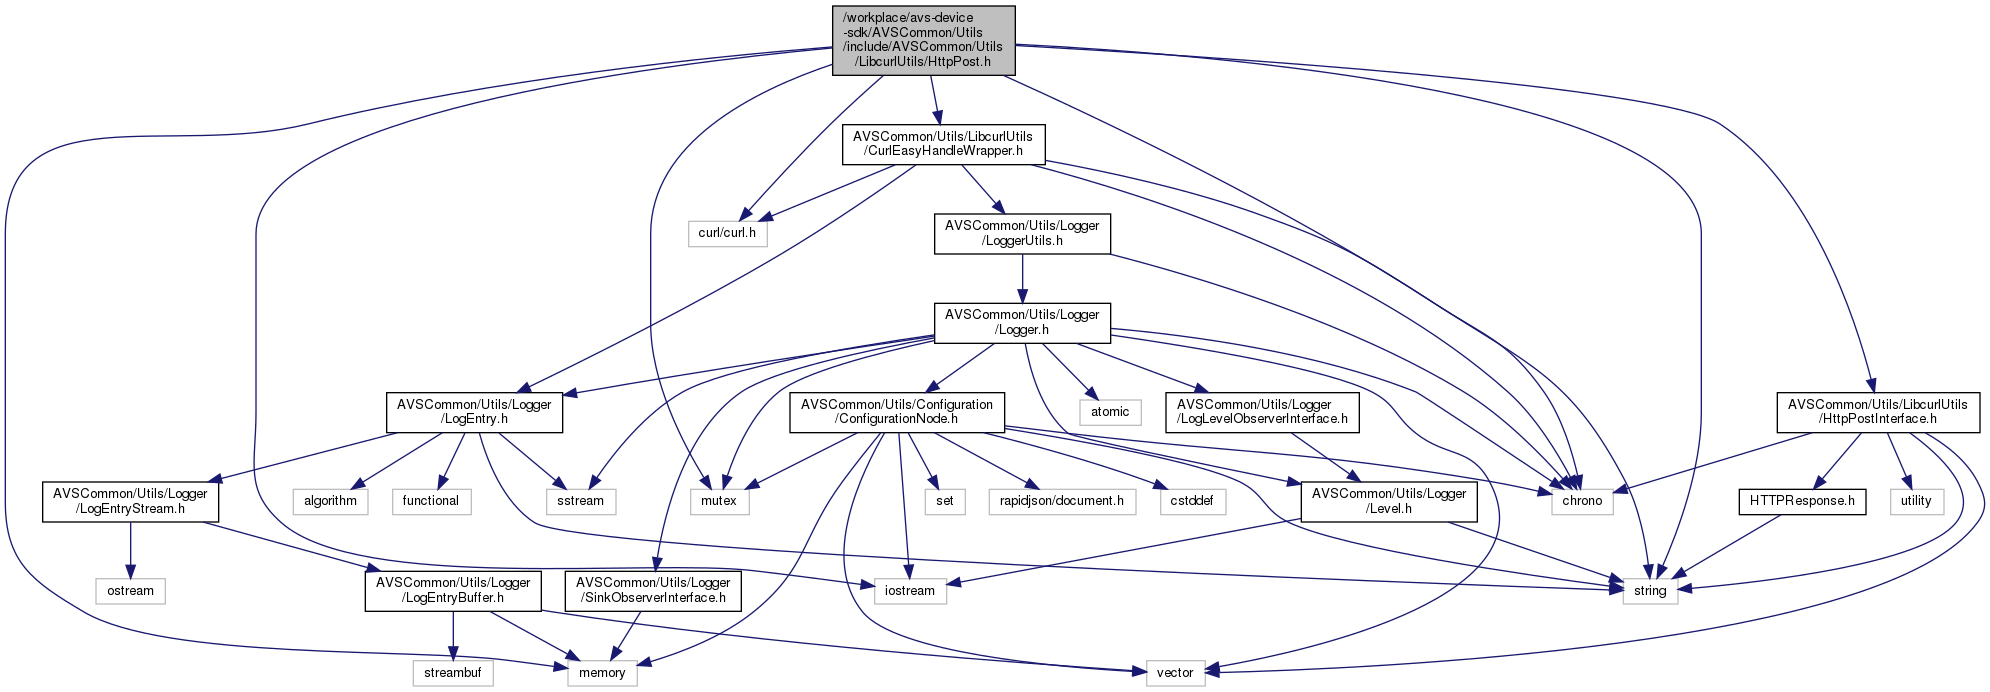 /workplace/avs-device
-sdk/AVSCommon/Utils
/include/AVSCommon/Utils
/LibcurlUtils/HttpPost.h
AVSCommon/Utils/LibcurlUtils
/CurlEasyHandleWrapper.h
curl/curl.h
AVSCommon/Utils/Logger
/LoggerUtils.h
AVSCommon/Utils/Logger
/Logger.h
AVSCommon/Utils/Logger
/LogEntry.h
AVSCommon/Utils/Configuration
/ConfigurationNode.h
atomic
AVSCommon/Utils/Logger
/LogLevelObserverInterface.h
AVSCommon/Utils/LibcurlUtils
/HttpPostInterface.h
AVSCommon/Utils/Logger
/LogEntryStream.h
algorithm
functional
sstream
mutex
set
rapidjson/document.h
cstddef
AVSCommon/Utils/Logger
/Level.h
chrono
HTTPResponse.h
utility
ostream
AVSCommon/Utils/Logger
/LogEntryBuffer.h
AVSCommon/Utils/Logger
/SinkObserverInterface.h
iostream
string
streambuf
memory
vector